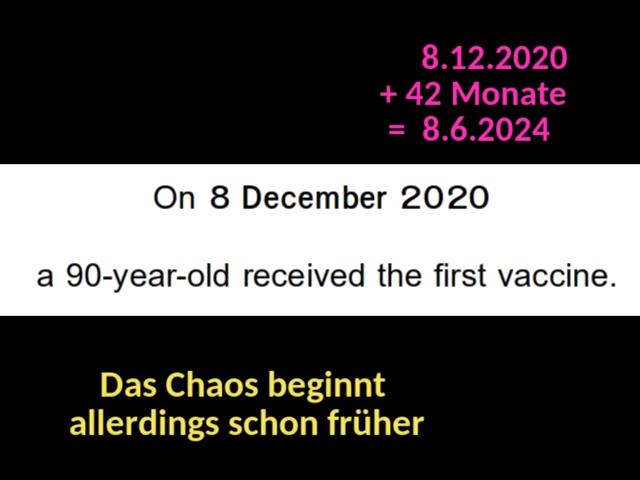 8.12.2020
+ 42 Monate
= 8.6.2024
On 8 December 2020
a 90-year-old received the first vaccine.
Das Chaos beginnt
allerdings schon früher